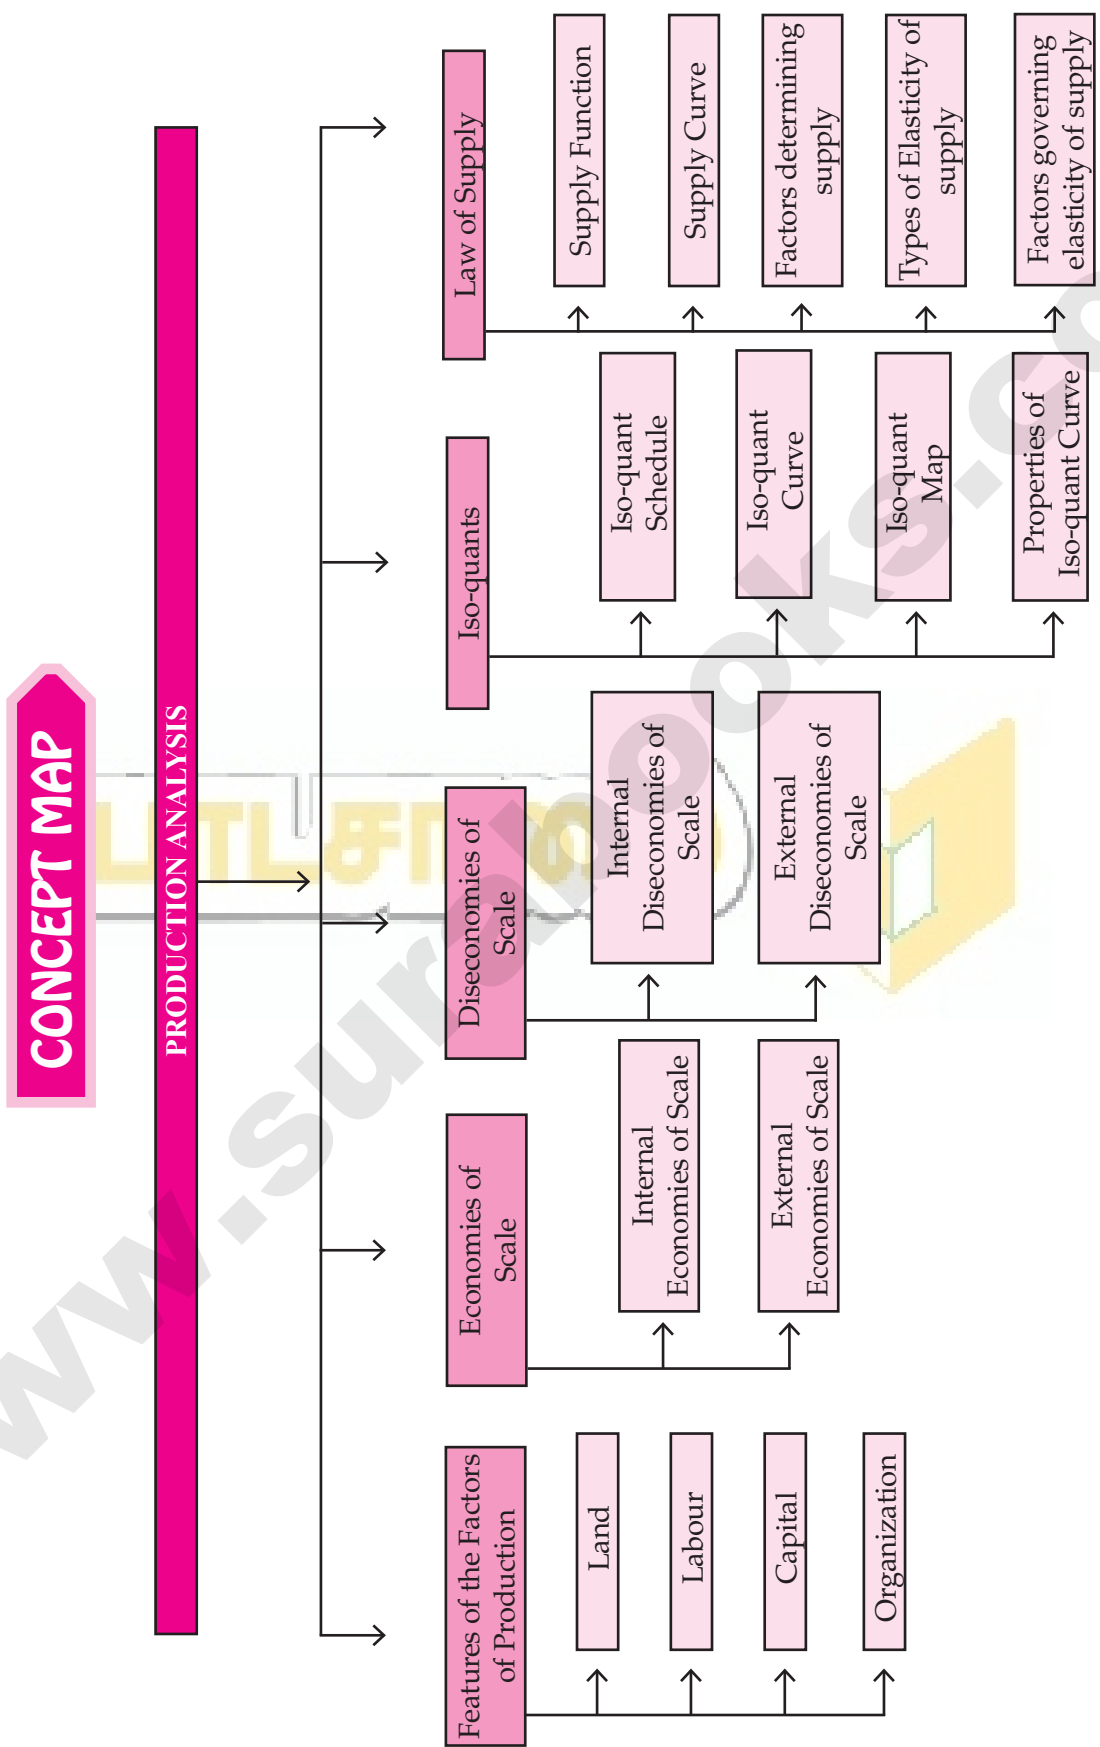 CONCEPT MAP
PRODUCTION ANALYSIS
Features of the Factors
of Production
Land
Labour
Capital
Organization
Economies of
Scale
Internal
Economies of Scale
External
Economies of Scale
Diseconomies of
Scale
Internal
Diseconomies of
Scale
External
Diseconomies of
Scale
Iso-quants
Iso-quant
Schedule
Iso-quant
Curve
Iso-quant
Map
Properties of
Iso-quant Curve
Law of Supply
Supply Function
Supply Curve
Factors determining
supply
Types of Elasticity of
supply
Factors governing
elasticity of supply